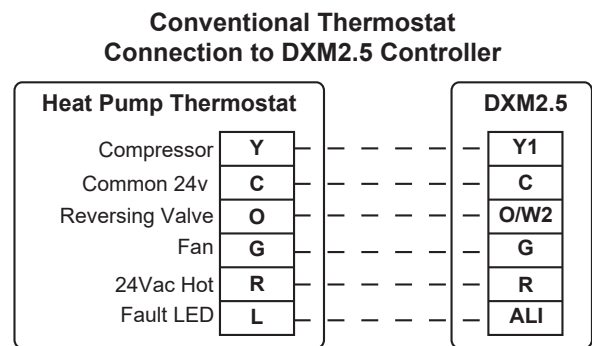 Conventional Thermostat
Connection to DXM2.5 Controller
Heat Pump Thermostat DXM2.5
Compressor Y Y1
Common 24v C C
Reversing Valve O O/W2
Fan G G
24Vac Hot R R
Fault LED L ALI